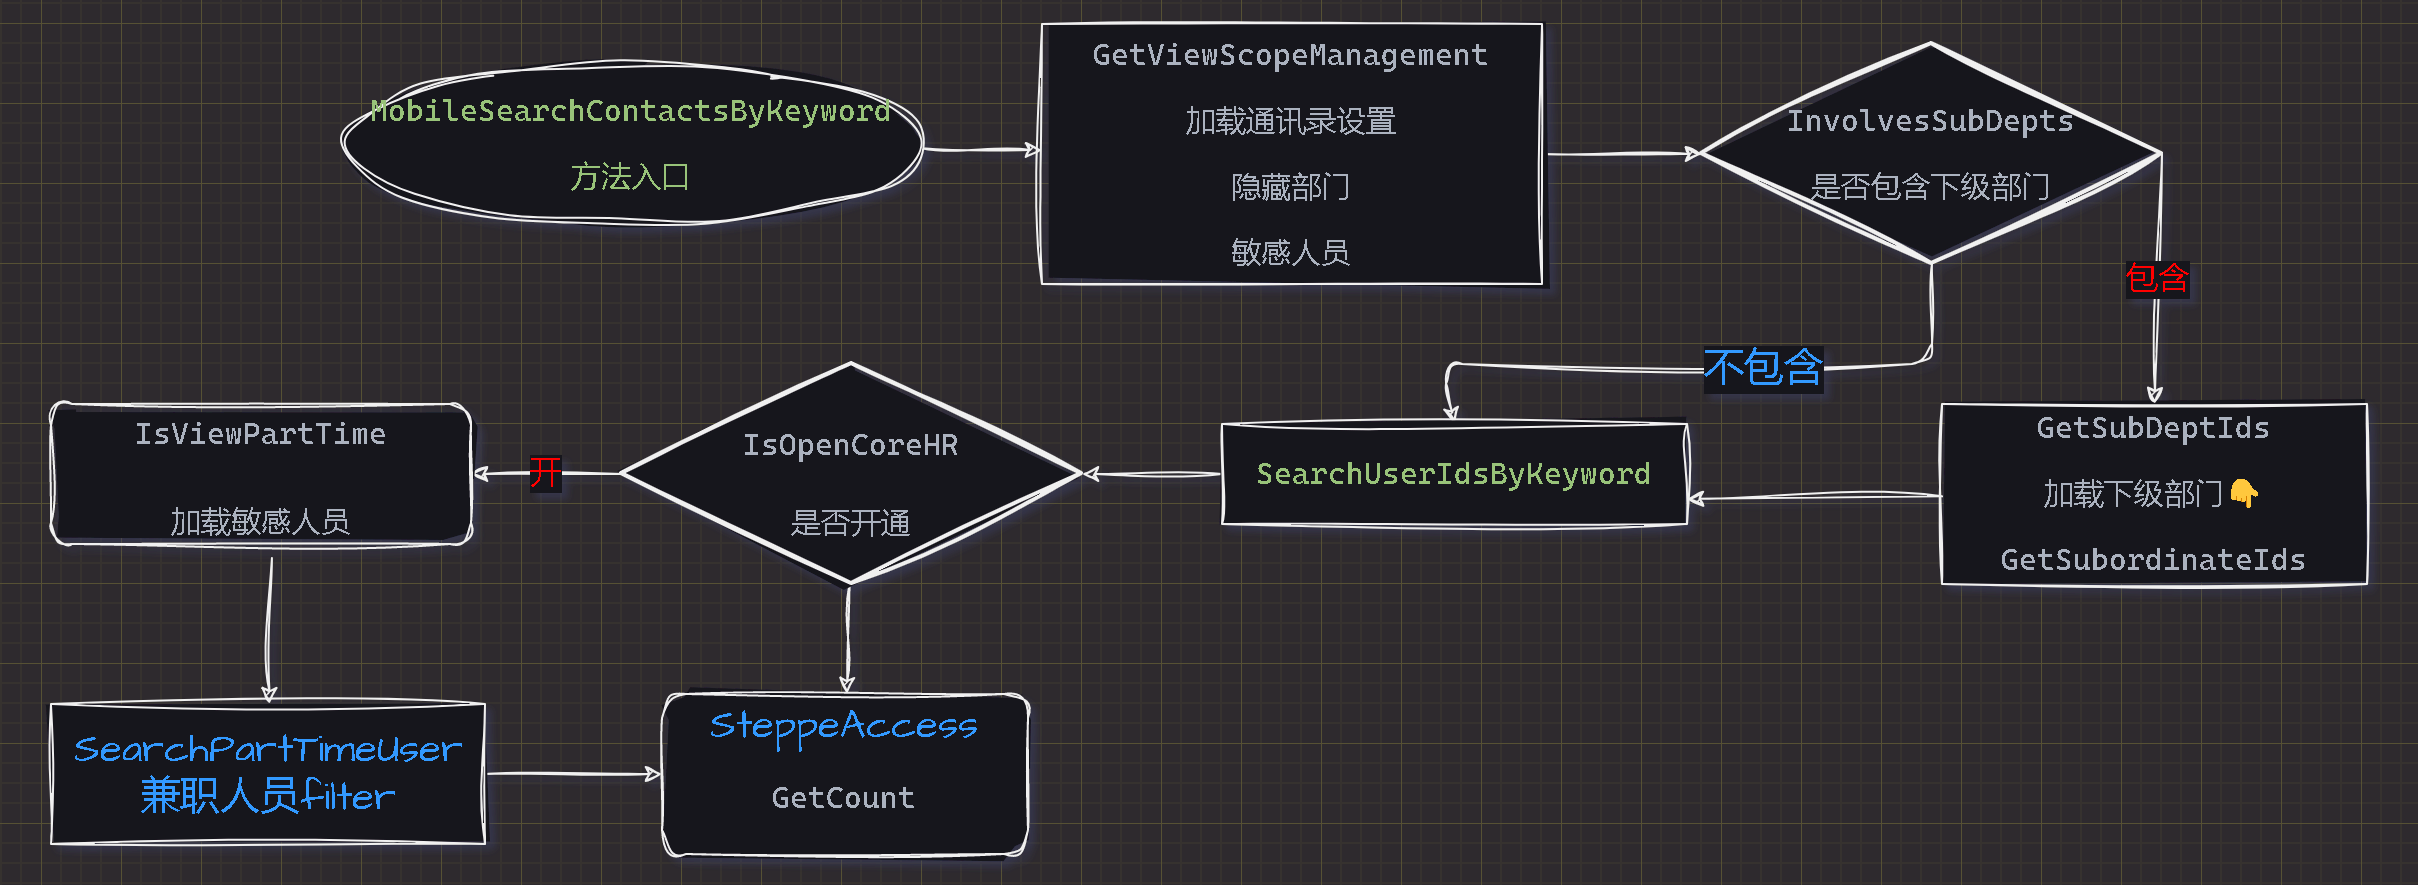 MobileSearchContactsByKeyword
方法入口
GetViewScopeManagement
加载通讯录设置
隐藏部门
敏感人员
InvolvesSubDepts
是否包含下级部门
包含
不包含
GetSubDeptIds
加载下级部门👇
GetSubordinateIds
SearchUserIdsByKeyword
IsOpenCoreHR
是否开通
开
IsViewPartTime
加载敏感人员
SearchPartTimeUser
兼职人员filter
SteppeAccess
GetCount